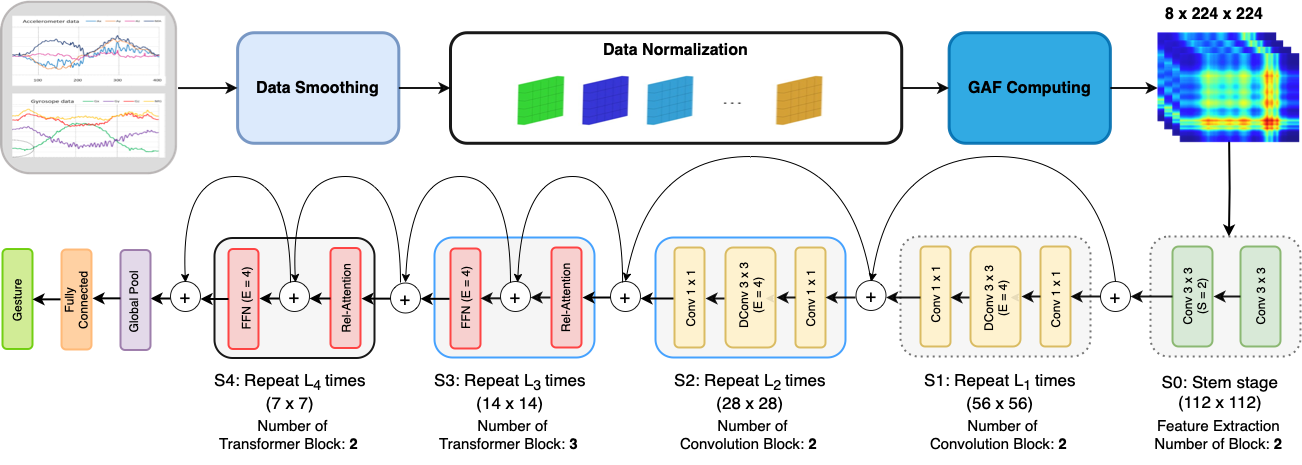 Accelerometer data
Gyrosope data
Data Smoothing
Data Normalization
...
GAF Computing
8 x 224 x 224
Gesture
Fully
Connected
Global Pool
+
FFN (E = 4)
+
Rel-Attention
+
FFN (E = 4)
+
Rel-Attention
+
Conv 1 x 1
DConv 3 x 3
(E = 4)
Conv 1 x 1
+
Conv 1 x 1
DConv 3 x 3
(E = 4)
Conv 1 x 1
+
Conv 3 x 3
(S = 2)
Conv 3 x 3
S4: Repeat L4 times
(7 x 7)
Number of
Transformer Block: 2
S3: Repeat L3 times
(14 x 14)
Number of
Transformer Block: 3
S2: Repeat L2 times
(28 x 28)
Number of
Convolution Block: 2
S1: Repeat L1 times
(56 x 56)
Number of
Convolution Block: 2
S0: Stem stage
(112 x 112)
Feature Extraction
Number of Block: 2